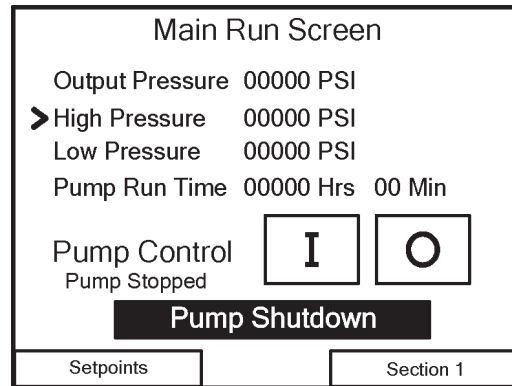 Main Run Screen
Output Pressure 00000 PSI
>High Pressure 00000 PSI
Low Pressure 00000 PSI
Pump Run Time 00000 Hrs 00 Min
Pump Control I O
Pump Stopped
Pump Shutdown
Setpoints Section 1